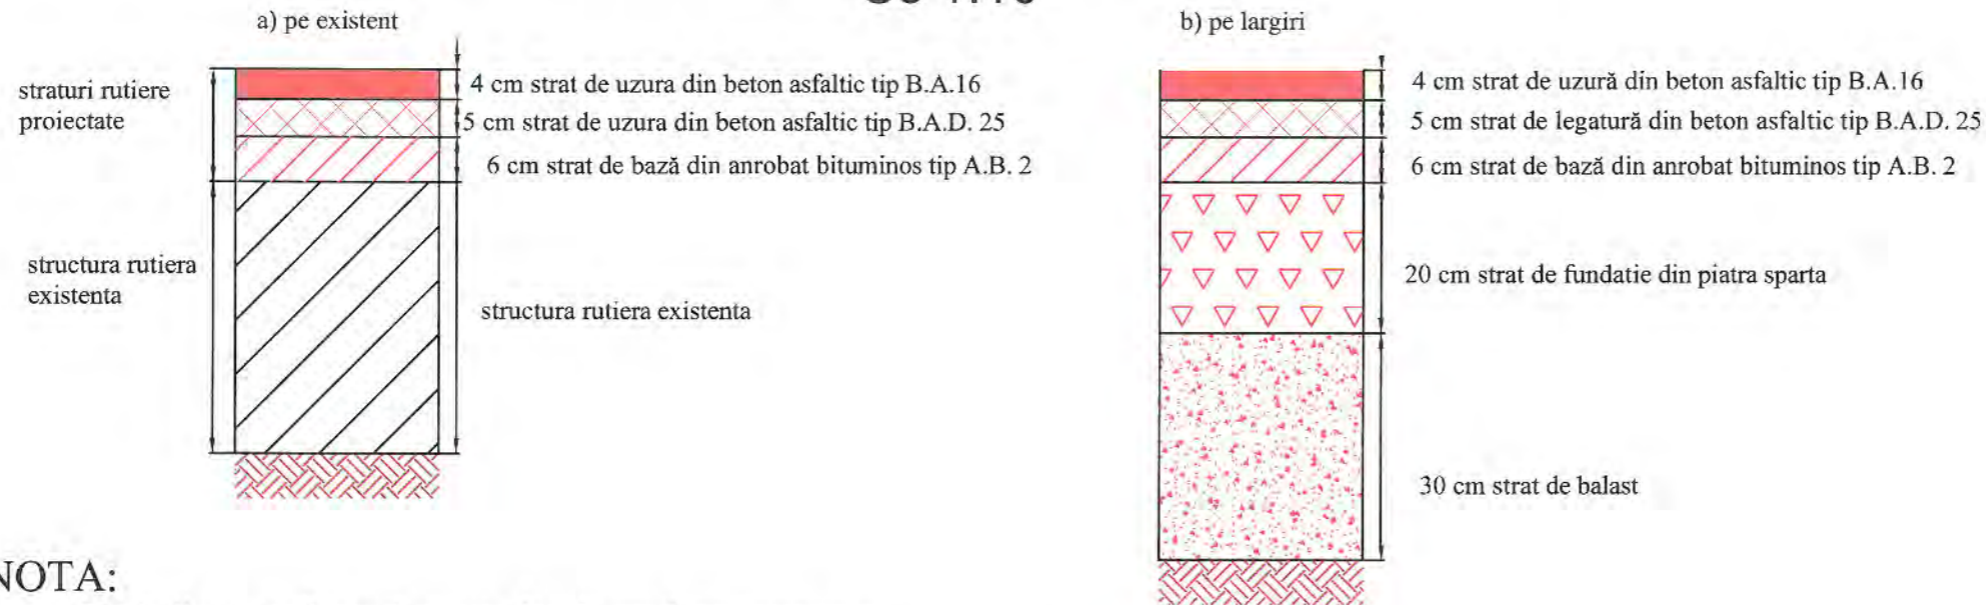 a) pe existent
straturi rutiere
proiectate
4 cm strat de uzura din beton asfaltic tip B.A.16
5 cm strat de uzura din beton asfaltic tip B.A.D. 25
6 cm strat de bază din anrobat bituminos tip A.B. 2
structura rutiera
existenta
structura rutiera existenta
b) pe largiri
4 cm strat de uzură din beton asfaltic tip B.A.16
5 cm strat de legatură din beton asfaltic tip B.A.D. 25
6 cm strat de bază din anrobat bituminos tip A.B. 2
20 cm strat de fundatie din piatra sparta
30 cm strat de balast
NOTA: